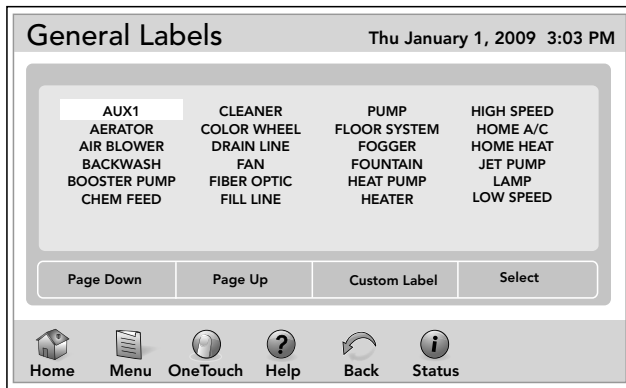 General Labels Thu January 1, 2009 3:03 PM
AUX1 CLEANER PUMP HIGH SPEED
AERATOR COLOR WHEEL FLOOR SYSTEM HOME A/C
AIR BLOWER DRAIN LINE FOGGER HOME HEAT
BACKWASH FAN FOUNTAIN JET PUMP
BOOSTER PUMP FIBER OPTIC HEAT PUMP LAMP
CHEM FEED FILL LINE HEATER LOW SPEED
Page Down Page Up Custom Label Select
Home Menu OneTouch Help Back Status